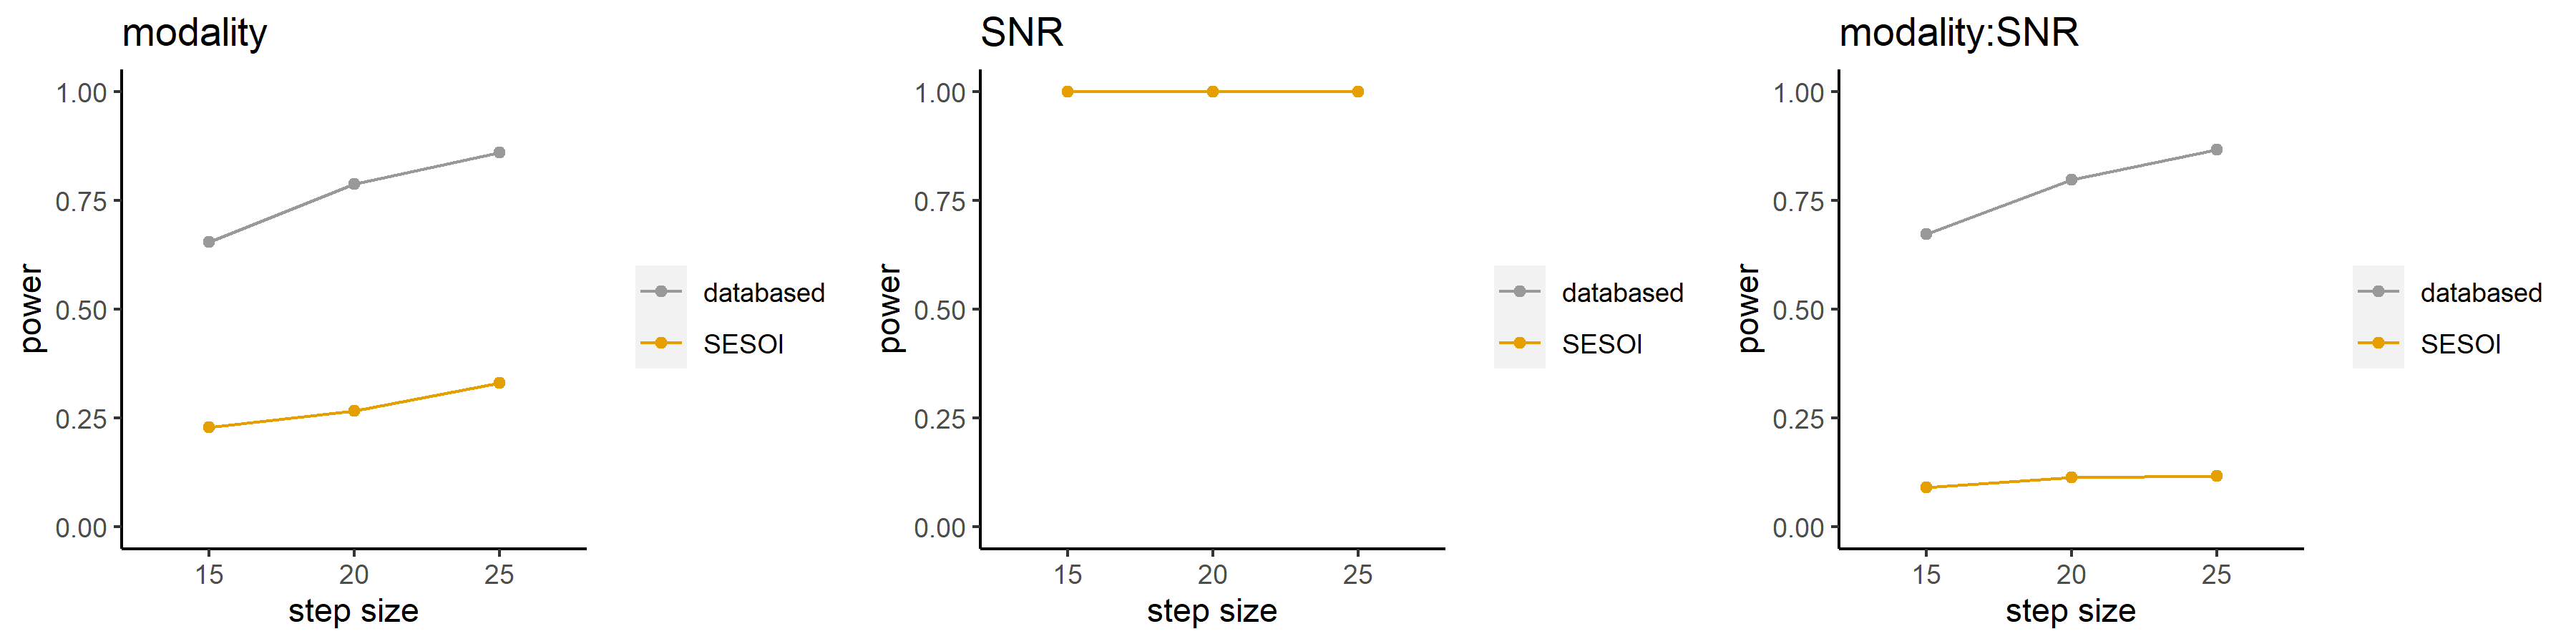 modality
1.00
0.75
0.50
0.25
0.00
power
15 20 25
step size
databased
SESOI
SNR
1.00
0.75
0.50
0.25
0.00
power
15 20 25
step size
databased
SESOI
modality:SNR
1.00
0.75
0.50
0.25
0.00
power
15 20 25
step size
databased
SESOI